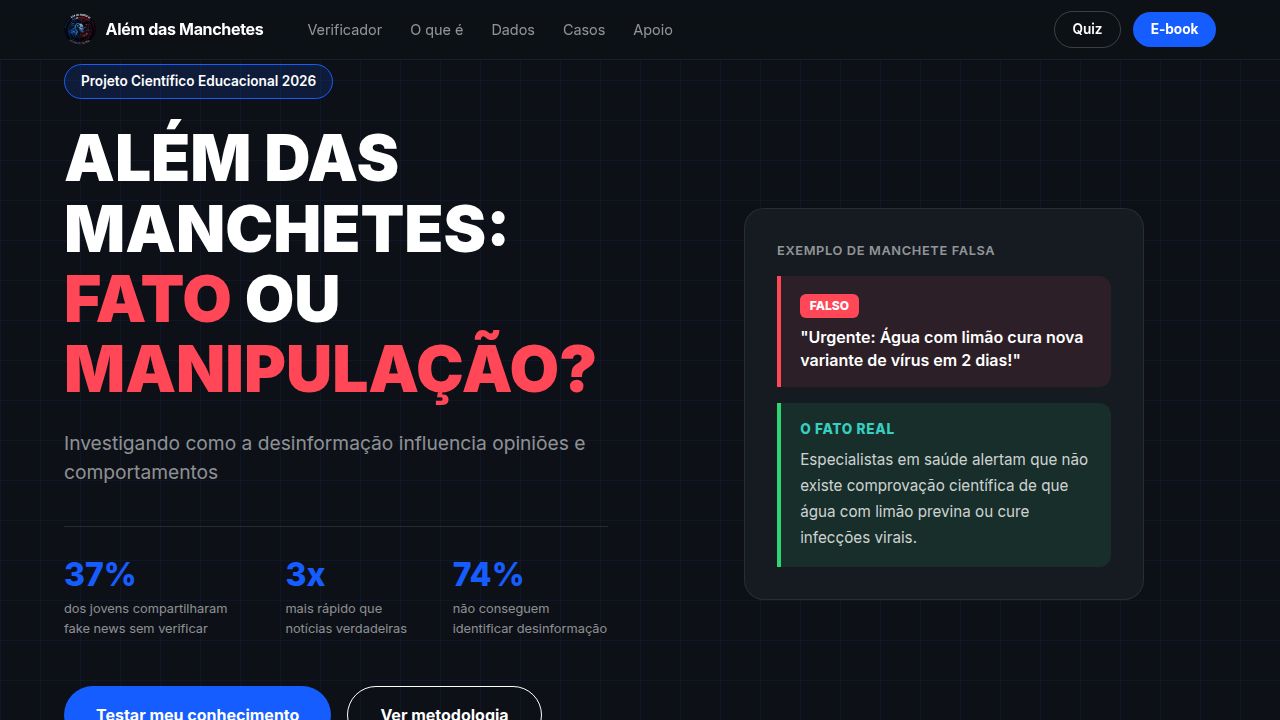 Além das Manchetes
Verificador
O que é
Dados
Casos
Apoio
Quiz
E-book
Projeto Científico Educacional 2026
ALÉM DAS
MANCHETES:
FATO OU
MANIPULAÇÃO?
Investigando como a desinformação influencia opiniões e
comportamentos
37%
dos jovens compartilharam
fake news sem verificar
3x
mais rápido que
notícias verdadeiras
74%
não conseguem
identificar desinformação
Testar meu conhecimento
Ver metodologia
EXEMPLO DE MANCHETE FALSA
FALSO
"Urgente: Água com limão cura nova
variante de vírus em 2 dias!"
O FATO REAL
Especialistas em saúde alertam que não
existe comprovação científica de que
água com limão previna ou cure
infecções virais.